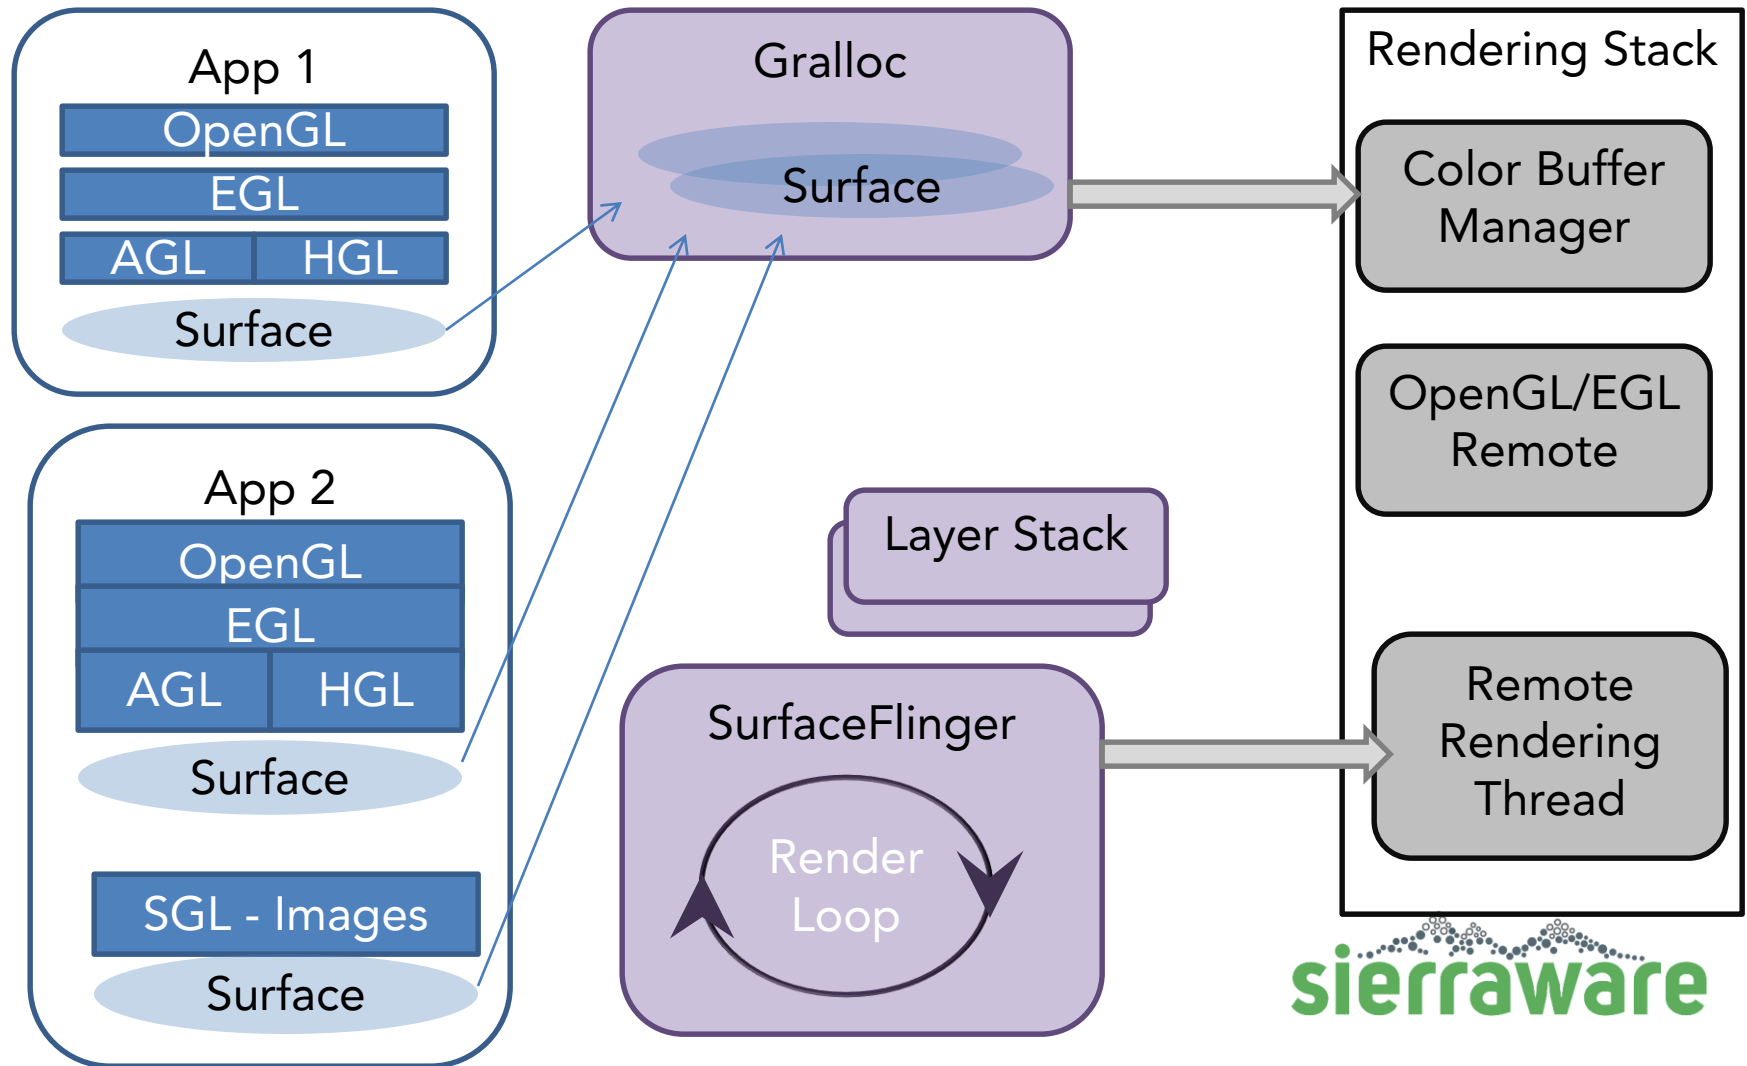 App 1
OpenGL
EGL
AGL
HGL
Surface
App 2
OpenGL
EGL
AGL
HGL
Surface
SGL - Images
Surface
Gralloc
Surface
Layer Stack
SurfaceFlinger
Render
Loop
Rendering Stack
Color Buffer
Manager
OpenGL/EGL
Remote
Remote
Rendering
Thread
sierraware